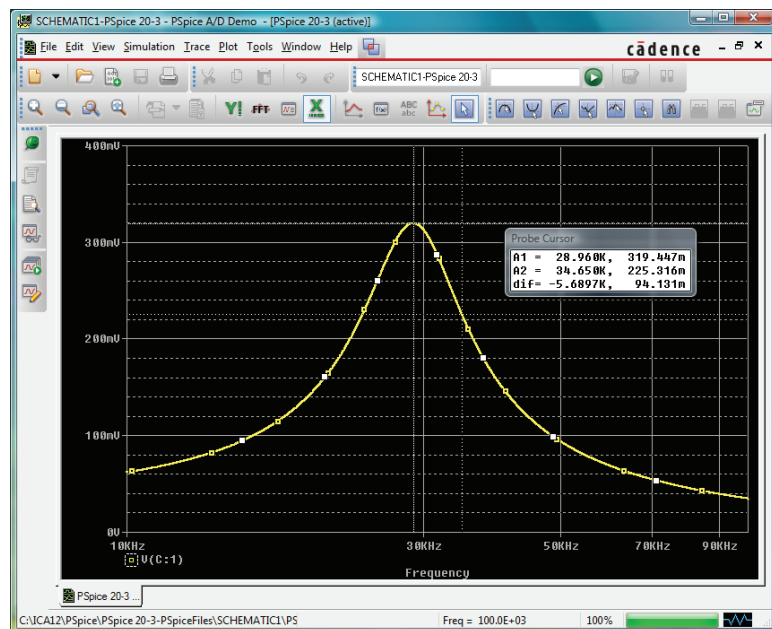 SCHEMATIC1-PSpice 20-3 - PSpice A/D Demo - [PSpice 20-3 (active)]
File Edit View Simulation Trace Plot Tools Window Help
cādence
SCHEMATIC1-PSpice 20-3
FFT
ABC
abc
400mV
300mV
200mV
100mV
0V
Probe Cursor
A1 = 28.960K, 319.447m
A2 = 34.650K, 225.316m
dif= -5.6897K, 94.131m
10KHz 30KHz 50KHz 70KHz 90KHz
V(C:1)
Frequency
PSpice 20-3 ...
C:\ICA12\PSpice\PSpice 20-3-PSpiceFiles\SCHEMATIC1\PS Freq = 100.0E+03 100%